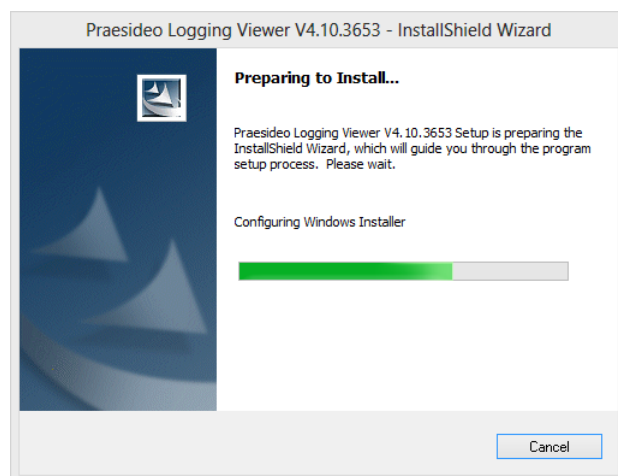 Praesideo Logging Viewer V4.10.3653 - InstallShield Wizard
Preparing to Install...
Praesideo Logging Viewer V4.10.3653 Setup is preparing the
InstallShield Wizard, which will guide you through the program
setup process. Please wait.
Configuring Windows Installer
Cancel